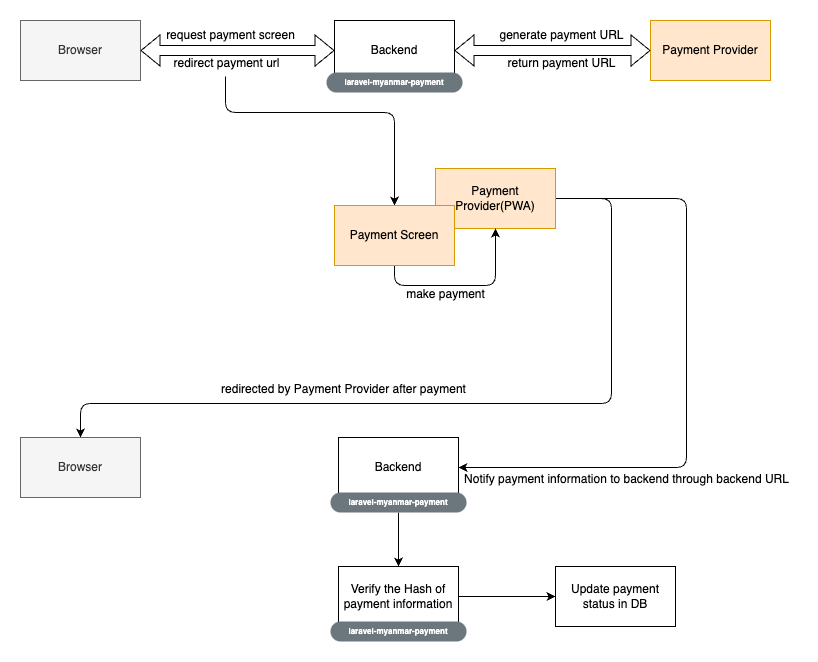 Browser
request payment screen
redirect payment url
Backend
laravel-myanmar-payment
generate payment URL
return payment URL
Payment Provider
Payment
Provider(PWA)
Payment Screen
make payment
redirected by Payment Provider after payment
Browser
Backend
laravel-myanmar-payment
Notify payment information to backend through backend URL
Verify the Hash of
payment information
laravel-myanmar-payment
Update payment
status in DB